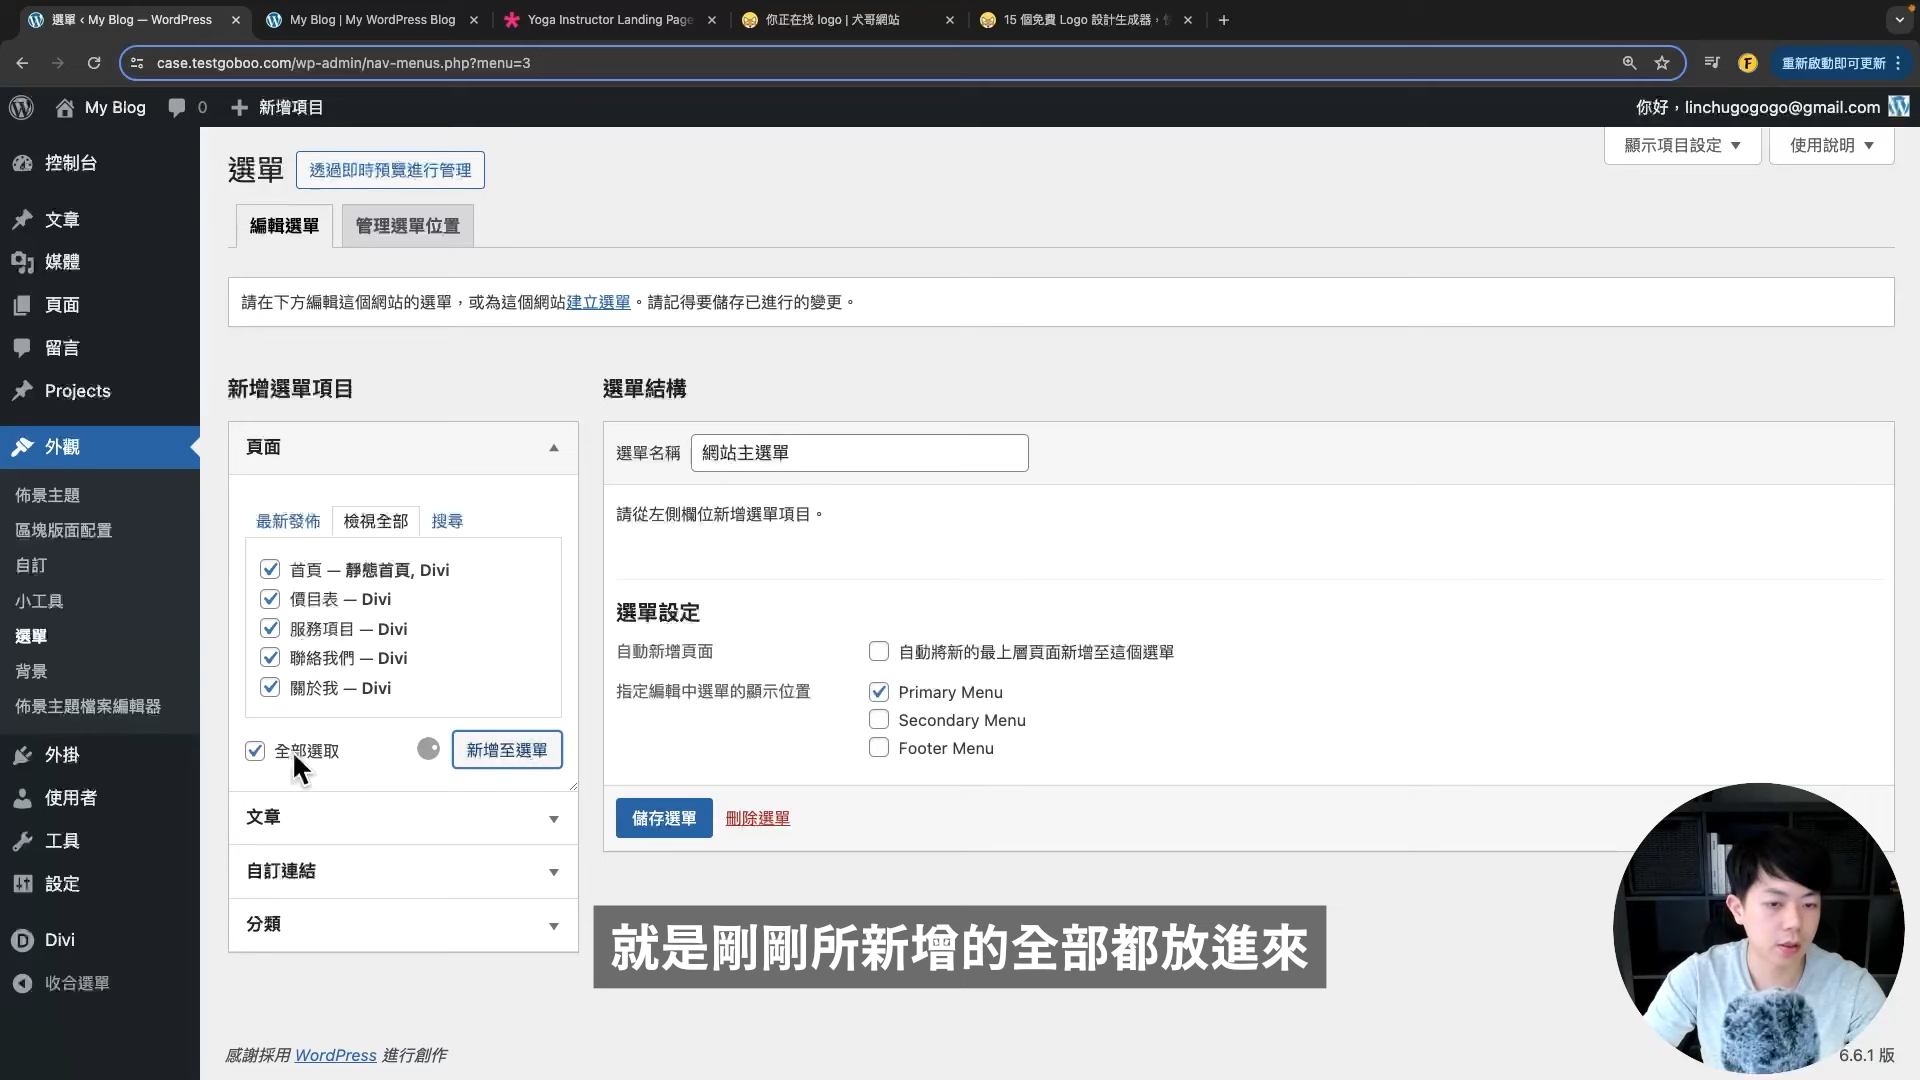 選單 ‹ My Blog — WordPress
My Blog | My WordPress Blog
Yoga Instructor Landing Page
你正在找 logo | 犬哥網站
15 個免費 Logo 設計生成器，
case.testgoboo.com/wp-admin/nav-menus.php?menu=3
重新啟動即可更新
My Blog
0
新增項目
你好，linchugogogo@gmail.com
控制台
文章
媒體
頁面
留言
Projects
外觀
佈景主題
區塊版面配置
自訂
小工具
選單
背景
佈景主題檔案編輯器
外掛
使用者
工具
設定
Divi
收合選單
顯示項目設定
使用說明
選單
透過即時預覽進行管理
編輯選單
管理選單位置
請在下方編輯這個網站的選單，或為這個網站建立選單。請記得要儲存已進行的變更。
新增選單項目
頁面
最新發佈
檢視全部
搜尋
首頁 — 靜態首頁, Divi
價目表 — Divi
服務項目 — Divi
聯絡我們 — Divi
關於我 — Divi
全部選取
新增至選單
文章
自訂連結
分類
選單結構
選單名稱
網站主選單
請從左側欄位新增選單項目。
選單設定
自動新增頁面
自動將新的最上層頁面新增至這個選單
指定編輯中選單的顯示位置
Primary Menu
Secondary Menu
Footer Menu
儲存選單
刪除選單
就是剛剛所新增的全部都放進來
感謝採用 WordPress 進行創作
6.6.1 版